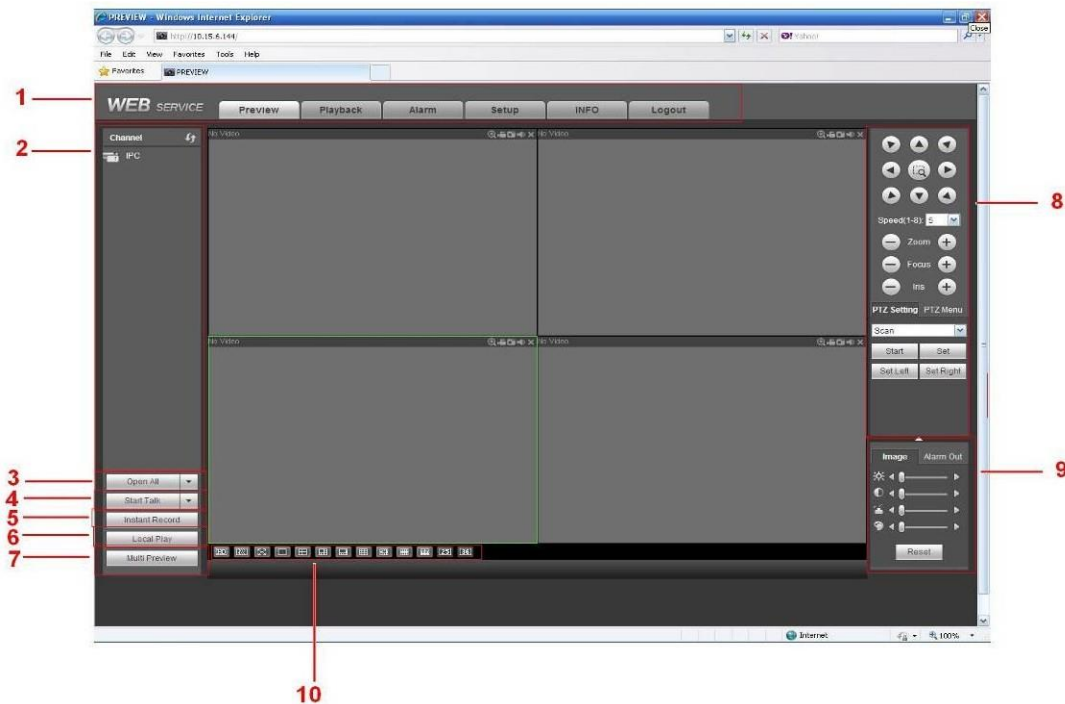 PREVIEW - Windows Internet Explorer
Close
http://10.15.6.144/
Yahoo!
File Edit View Favorites Tools Help
Favorites PREVIEW
1
WEB SERVICE Preview Playback Alarm Setup INFO Logout
2
Channel
IPC
No Video No Video
8
Speed(1-8): 5
Zoom
Focus
Iris
PTZ Setting PTZ Menu
Scan
Start Set
Set Left Set Right
No Video No Video
9
Image Alarm Out
Reset
3
Open All
4
Start Talk
5
Instant Record
6
Local Play
7
Multi Preview
10
Internet 100%